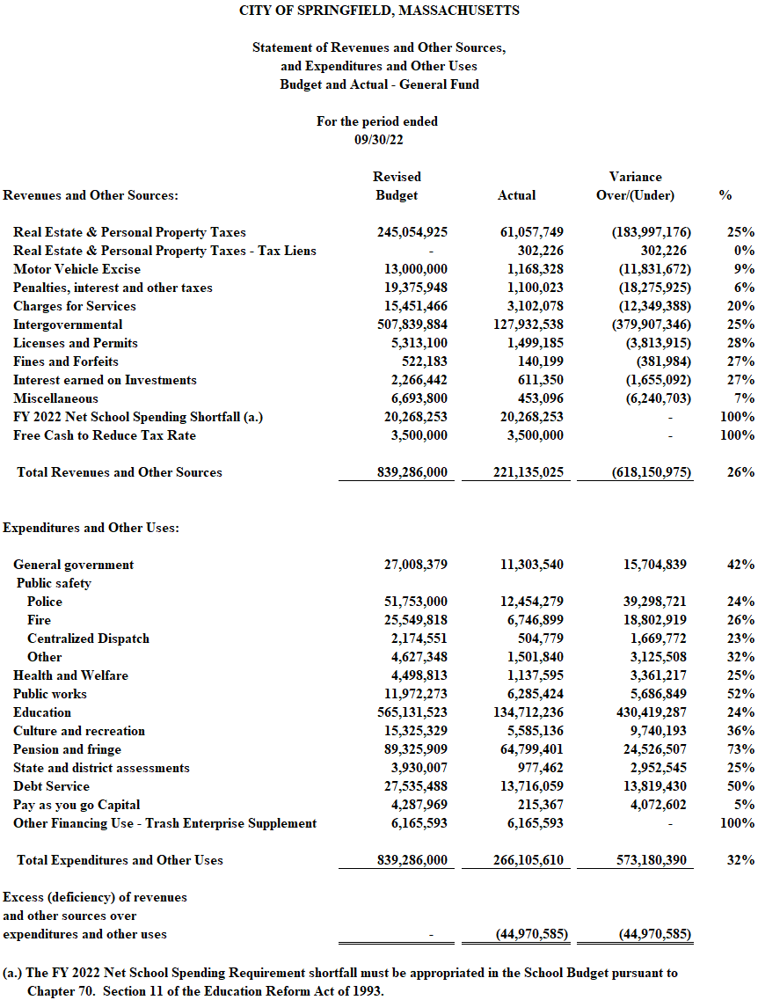 CITY OF SPRINGFIELD, MASSACHUSETTS
Statement of Revenues and Other Sources,
and Expenditures and Other Uses
Budget and Actual - General Fund
For the period ended
09/30/22
Revised Variance
Revenues and Other Sources: Budget Actual Over/(Under) %
Real Estate & Personal Property Taxes 245,054,925 61,057,749 (183,997,176) 25%
Real Estate & Personal Property Taxes - Tax Liens - 302,226 302,226 0%
Motor Vehicle Excise 13,000,000 1,168,328 (11,831,672) 9%
Penalties, interest and other taxes 19,375,948 1,100,023 (18,275,925) 6%
Charges for Services 15,451,466 3,102,078 (12,349,388) 20%
Intergovernmental 507,839,884 127,932,538 (379,907,346) 25%
Licenses and Permits 5,313,100 1,499,185 (3,813,915) 28%
Fines and Forfeits 522,183 140,199 (381,984) 27%
Interest earned on Investments 2,266,442 611,350 (1,655,092) 27%
Miscellaneous 6,693,800 453,096 (6,240,703) 7%
FY 2022 Net School Spending Shortfall (a.) 20,268,253 20,268,253 - 100%
Free Cash to Reduce Tax Rate 3,500,000 3,500,000 - 100%
Total Revenues and Other Sources 839,286,000 221,135,025 (618,150,975) 26%
Expenditures and Other Uses:
General government 27,008,379 11,303,540 15,704,839 42%
Public safety
Police 51,753,000 12,454,279 39,298,721 24%
Fire 25,549,818 6,746,899 18,802,919 26%
Centralized Dispatch 2,174,551 504,779 1,669,772 23%
Other 4,627,348 1,501,840 3,125,508 32%
Health and Welfare 4,498,813 1,137,595 3,361,217 25%
Public works 11,972,273 6,285,424 5,686,849 52%
Education 565,131,523 134,712,236 430,419,287 24%
Culture and recreation 15,325,329 5,585,136 9,740,193 36%
Pension and fringe 89,325,909 64,799,401 24,526,507 73%
State and district assessments 3,930,007 977,462 2,952,545 25%
Debt Service 27,535,488 13,716,059 13,819,430 50%
Pay as you go Capital 4,287,969 215,367 4,072,602 5%
Other Financing Use - Trash Enterprise Supplement 6,165,593 6,165,593 - 100%
Total Expenditures and Other Uses 839,286,000 266,105,610 573,180,390 32%
Excess (deficiency) of revenues
and other sources over
expenditures and other uses - (44,970,585) (44,970,585)
(a.) The FY 2022 Net School Spending Requirement shortfall must be appropriated in the School Budget pursuant to
Chapter 70. Section 11 of the Education Reform Act of 1993.